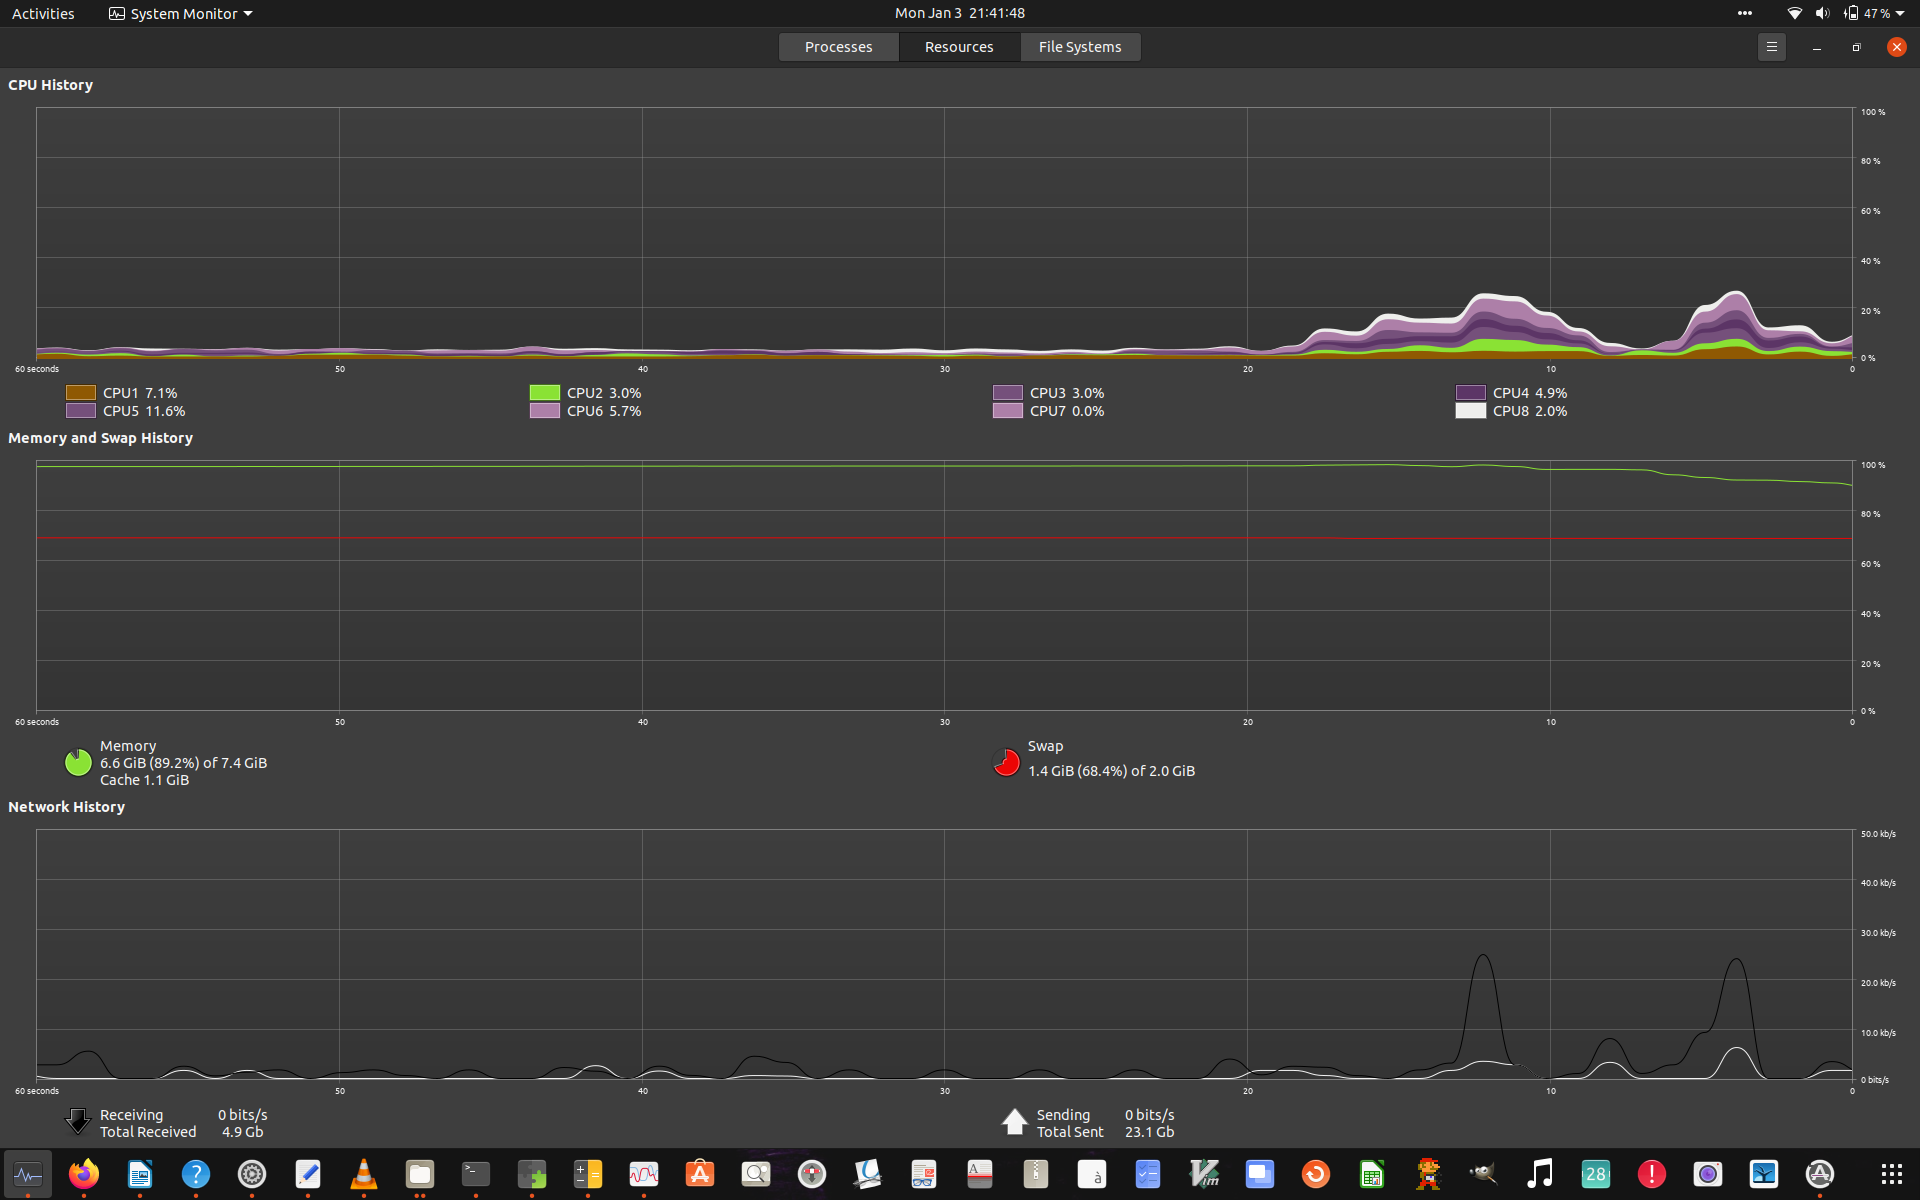 Activities System Monitor Mon Jan 3 21:41:48 47 %
Processes Resources File Systems
CPU History
100 %
80 %
60 %
40 %
20 %
0 %
60 seconds 50 40 30 20 10 0
CPU1 7.1% CPU2 3.0% CPU3 3.0% CPU4 4.9%
CPU5 11.6% CPU6 5.7% CPU7 0.0% CPU8 2.0%
Memory and Swap History
100 %
80 %
60 %
40 %
20 %
0 %
60 seconds 50 40 30 20 10 0
Memory
6.6 GiB (89.2%) of 7.4 GiB
Cache 1.1 GiB
Swap
1.4 GiB (68.4%) of 2.0 GiB
Network History
50.0 kb/s
40.0 kb/s
30.0 kb/s
20.0 kb/s
10.0 kb/s
0 bits/s
60 seconds 50 40 30 20 10 0
Receiving 0 bits/s
Total Received 4.9 Gb
Sending 0 bits/s
Total Sent 23.1 Gb
? >_ A à Vim 28 !